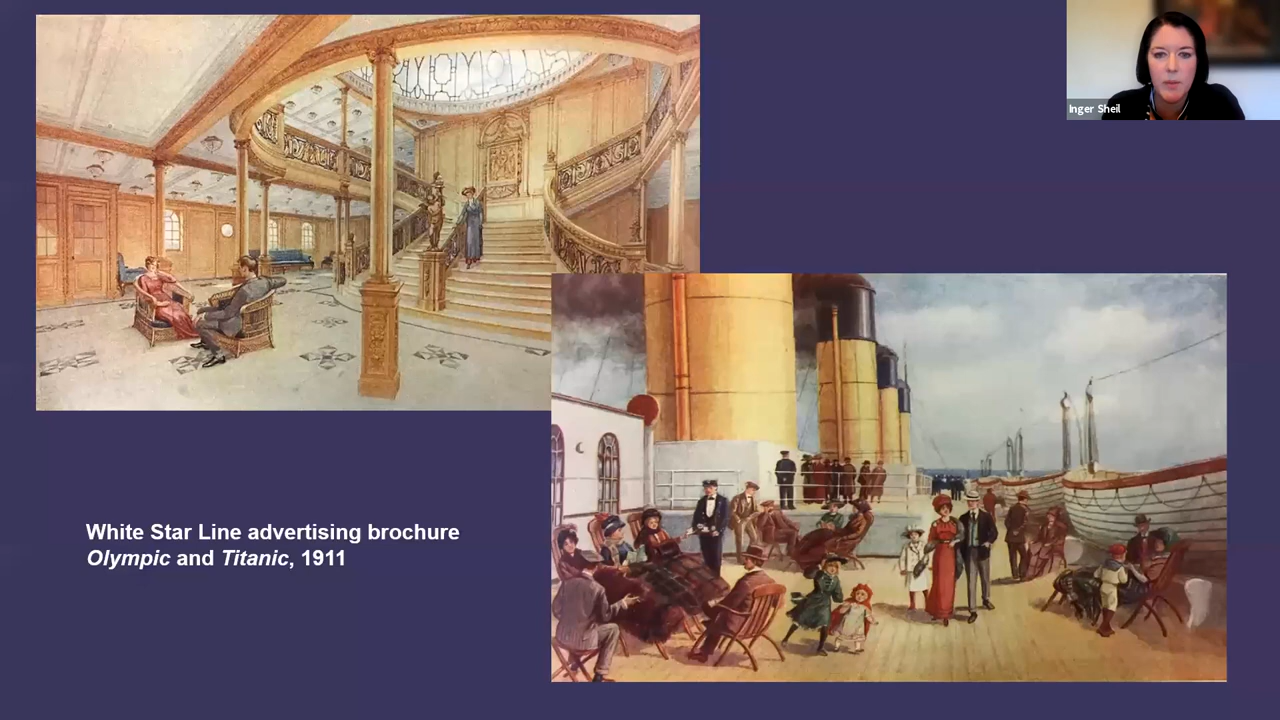 Inger Sheil
White Star Line advertising brochure
Olympic and Titanic, 1911